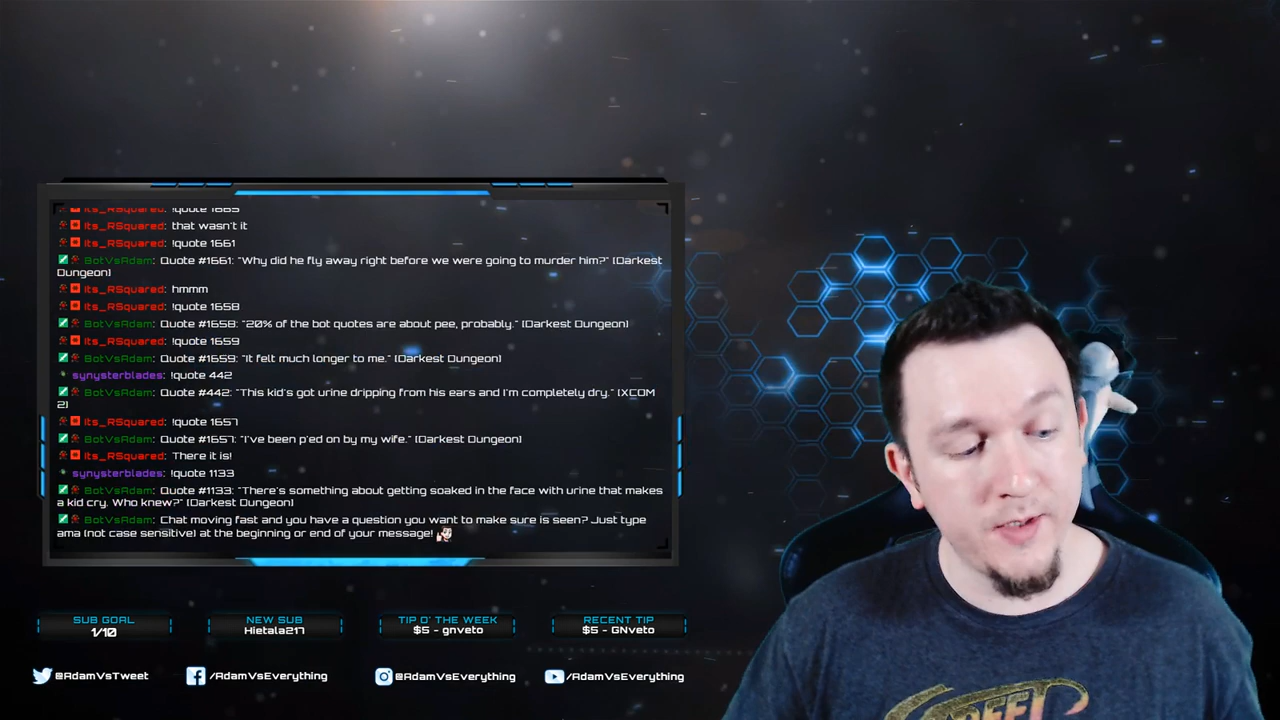 Its_RSquared: !quote 1665
Its_RSquared: that wasn't it
Its_RSquared: !quote 1661
BotVsAdam: Quote #1661: "Why did he fly away right before we were going to murder him?" [Darkest
Dungeon]
Its_RSquared: hmmm
Its_RSquared: !quote 1658
BotVsAdam: Quote #1658: "20% of the bot quotes are about pee, probably." [Darkest Dungeon]
Its_RSquared: !quote 1659
BotVsAdam: Quote #1659: "It felt much longer to me." [Darkest Dungeon]
synysterblades: !quote 442
BotVsAdam: Quote #442: "This kid's got urine dripping from his ears and I'm completely dry." [XCOM
2]
Its_RSquared: !quote 1657
BotVsAdam: Quote #1657: "I've been p'ed on by my wife." [Darkest Dungeon]
Its_RSquared: There it is!
synysterblades: !quote 1133
BotVsAdam: Quote #1133: "There's something about getting soaked in the face with urine that makes
a kid cry. Who knew?" [Darkest Dungeon]
BotVsAdam: Chat moving fast and you have a question you want to make sure is seen? Just type
ama (not case sensitive) at the beginning or end of your message!
SUB GOAL
1/10
NEW SUB
Hietala217
TIP O' THE WEEK
$5 - gnveto
RECENT TIP
$5 - GNveto
@AdamVsTweet
/AdamVsEverything
@AdamVsEverything
/AdamVsEverything